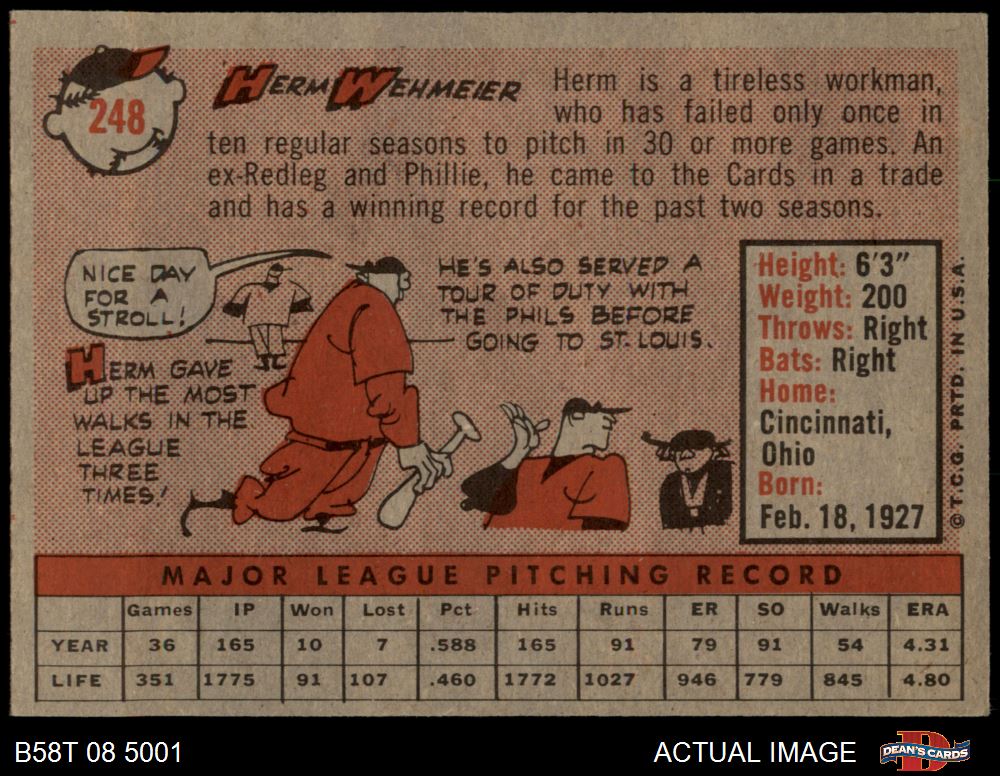 248
HERM WEHMEIER
Herm is a tireless workman,
who has failed only once in
ten regular seasons to pitch in 30 or more games. An
ex-Redleg and Phillie, he came to the Cards in a trade
and has a winning record for the past two seasons.
NICE DAY
FOR A
STROLL!
HERM GAVE
UP THE MOST
WALKS IN THE
LEAGUE
THREE
TIMES!
HE'S ALSO SERVED A
TOUR OF DUTY WITH
THE PHILS BEFORE
GOING TO ST. LOUIS.
Height: 6'3"
Weight: 200
Throws: Right
Bats: Right
Home:
Cincinnati,
Ohio
Born:
Feb. 18, 1927
© T.C.G. PRTD. IN U.S.A.
MAJOR LEAGUE PITCHING RECORD
Games IP Won Lost Pct Hits Runs ER SO Walks ERA
YEAR 36 165 10 7 .588 165 91 79 91 54 4.31
LIFE 351 1775 91 107 .460 1772 1027 946 779 845 4.80
B58T 08 5001
ACTUAL IMAGE
DEAN'S CARDS